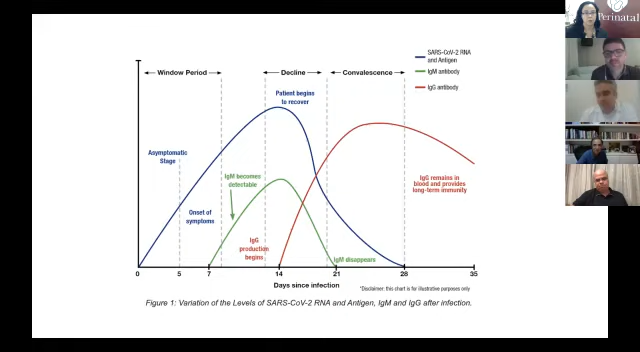 Perinatal
SARS-CoV-2 RNA
and Antigen
IgM antibody
IgG antibody
Window Period
Decline
Convalescence
Patient begins
to recover
Asymptomatic
Stage
IgM becomes
detectable
Onset of
symptoms
IgG
production
begins
IgM disappears
IgG remains in
blood and provides
long-term immunity
0 5 7 14 21 28 35
Days since infection
*Disclaimer: this chart is for illustrative purposes only
Figure 1: Variation of the Levels of SARS-CoV-2 RNA and Antigen, IgM and IgG after infection.